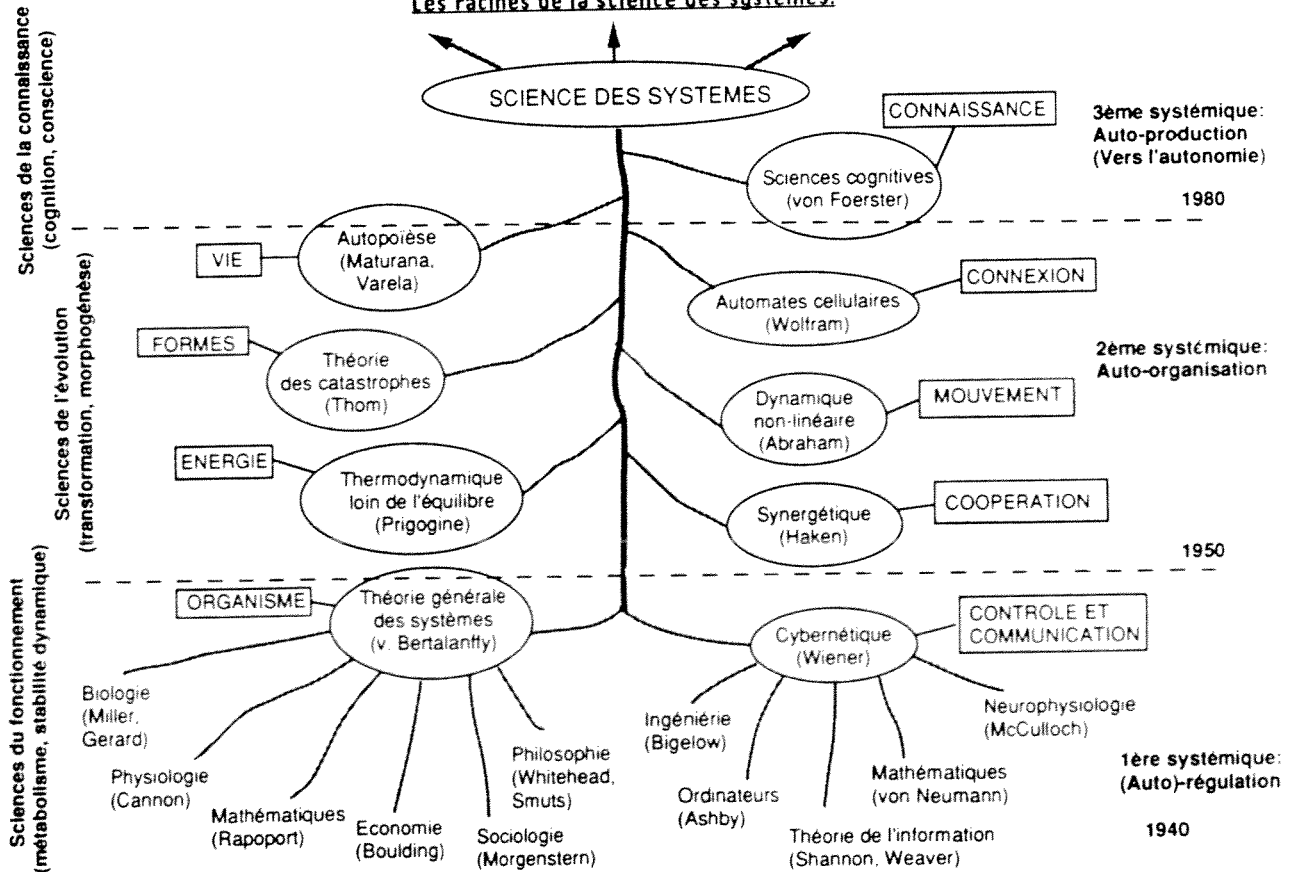 Les racines de la science des systèmes.
SCIENCE DES SYSTEMES
CONNAISSANCE
3ème systémique:
Auto-production
(Vers l'autonomie)
Sciences cognitives
(von Foerster)
1980
Sciences de la connaissance
(cognition, conscience)
VIE
Autopoïèse
(Maturana,
Varela)
CONNEXION
Automates cellulaires
(Wolfram)
FORMES
Théorie
des catastrophes
(Thom)
2ème systémique:
Auto-organisation
Dynamique
non-linéaire
(Abraham)
MOUVEMENT
ENERGIE
Thermodynamique
loin de l'équilibre
(Prigogine)
Synergétique
(Haken)
COOPERATION
1950
Sciences de l'évolution
(transformation, morphogénèse)
ORGANISME
Théorie générale
des systèmes
(v. Bertalanffy)
Cybernétique
(Wiener)
CONTROLE ET
COMMUNICATION
Biologie
(Miller,
Gerard)
Physiologie
(Cannon)
Mathématiques
(Rapoport)
Economie
(Boulding)
Sociologie
(Morgenstern)
Philosophie
(Whitehead,
Smuts)
Ingéniérie
(Bigelow)
Ordinateurs
(Ashby)
Théorie de l'information
(Shannon, Weaver)
Mathématiques
(von Neumann)
Neurophysiologie
(McCulloch)
1ère systémique:
(Auto)-régulation
1940
Sciences du fonctionnement
(métabolisme, stabilité dynamique)